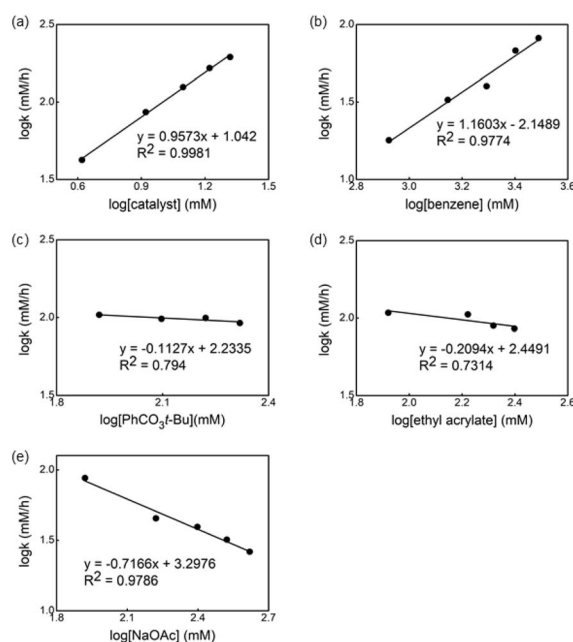 (a)
2.5
2.0
1.5
logk (mM/h)
y = 0.9573x + 1.042
R2 = 0.9981
0.6 0.9 1.2 1.5
log[catalyst] (mM)
(b)
2.0
1.5
1.0
logk (mM/h)
y = 1.1603x - 2.1489
R2 = 0.9774
2.8 3.0 3.2 3.4 3.6
log[benzene] (mM)
(c)
2.5
2.0
1.5
logk (mM/h)
y = -0.1127x + 2.2335
R2 = 0.794
1.8 2.1 2.4
log[PhCO3t-Bu](mM)
(d)
2.5
2.0
1.5
logk (mM/h)
y = -0.2094x + 2.4491
R2 = 0.7314
1.8 2.0 2.2 2.4 2.6
log[ethyl acrylate] (mM)
(e)
2.0
1.5
1.0
logk (mM/h)
y = -0.7166x + 3.2976
R2 = 0.9786
1.8 2.1 2.4 2.7
log[NaOAc] (mM)